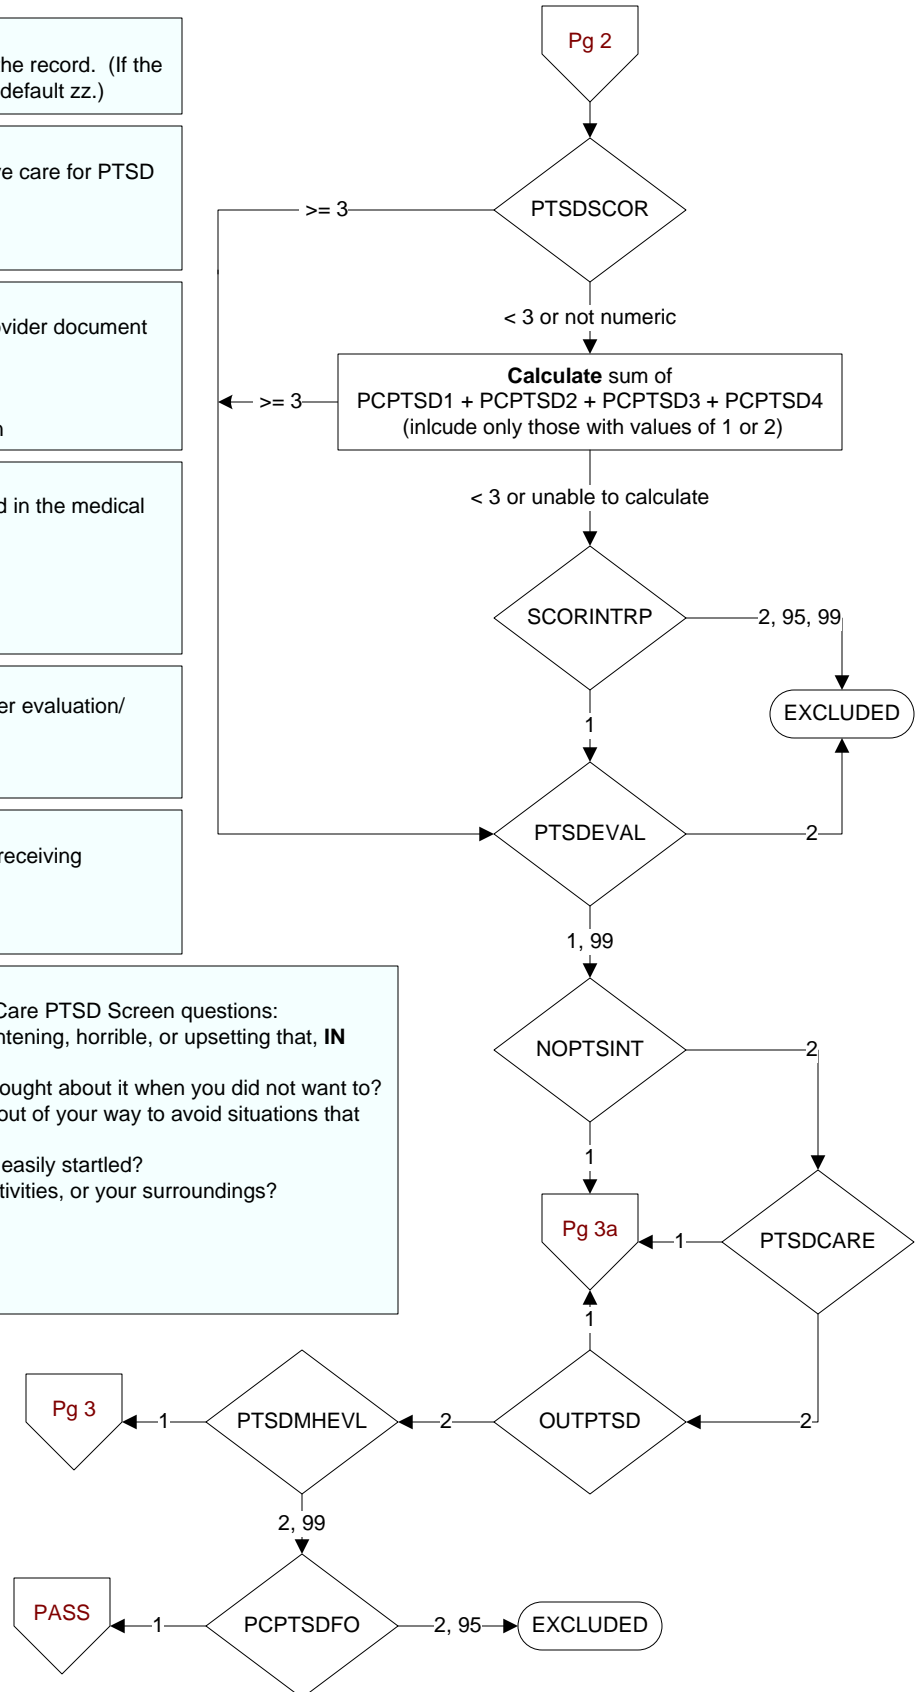 he record.  (If the
default zz.)
e care for PTSD
ovider document
n
d in the medical
er evaluation/
receiving
Care PTSD Screen questions:
ntening, horrible, or upsetting that, IN
ought about it when you did not want to?
out of your way to avoid situations that
easily startled?
tivities, or your surroundings?
Pg 2
PTSDSCOR
>= 3
< 3 or not numeric
Calculate sum of
PCPTSD1 + PCPTSD2 + PCPTSD3 + PCPTSD4
(inlcude only those with values of 1 or 2)
>= 3
< 3 or unable to calculate
SCORINTRP
2, 95, 99
EXCLUDED
1
PTSDEVAL
2
1, 99
NOPTSINT
2
1
Pg 3a
1
PTSDCARE
1
2
OUTPTSD
2
PTSDMHEVL
1
Pg 3
2, 99
PCPTSDFO
1
PASS
2, 95
EXCLUDED